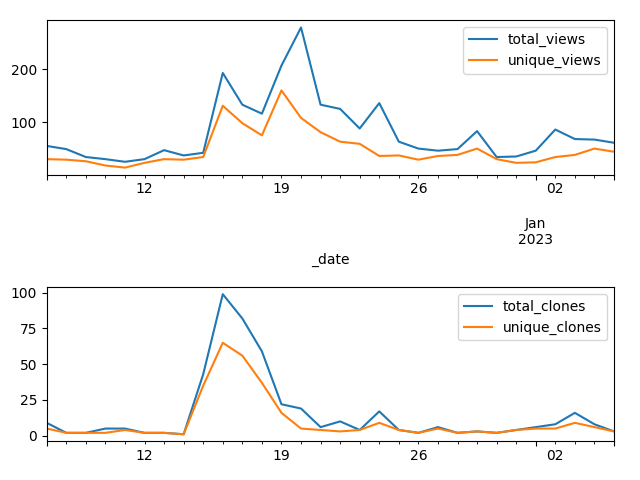 total_views
unique_views
200
100
12 19 26 02
Jan
2023
_date
total_clones
unique_clones
100
75
50
25
0
12 19 26 02